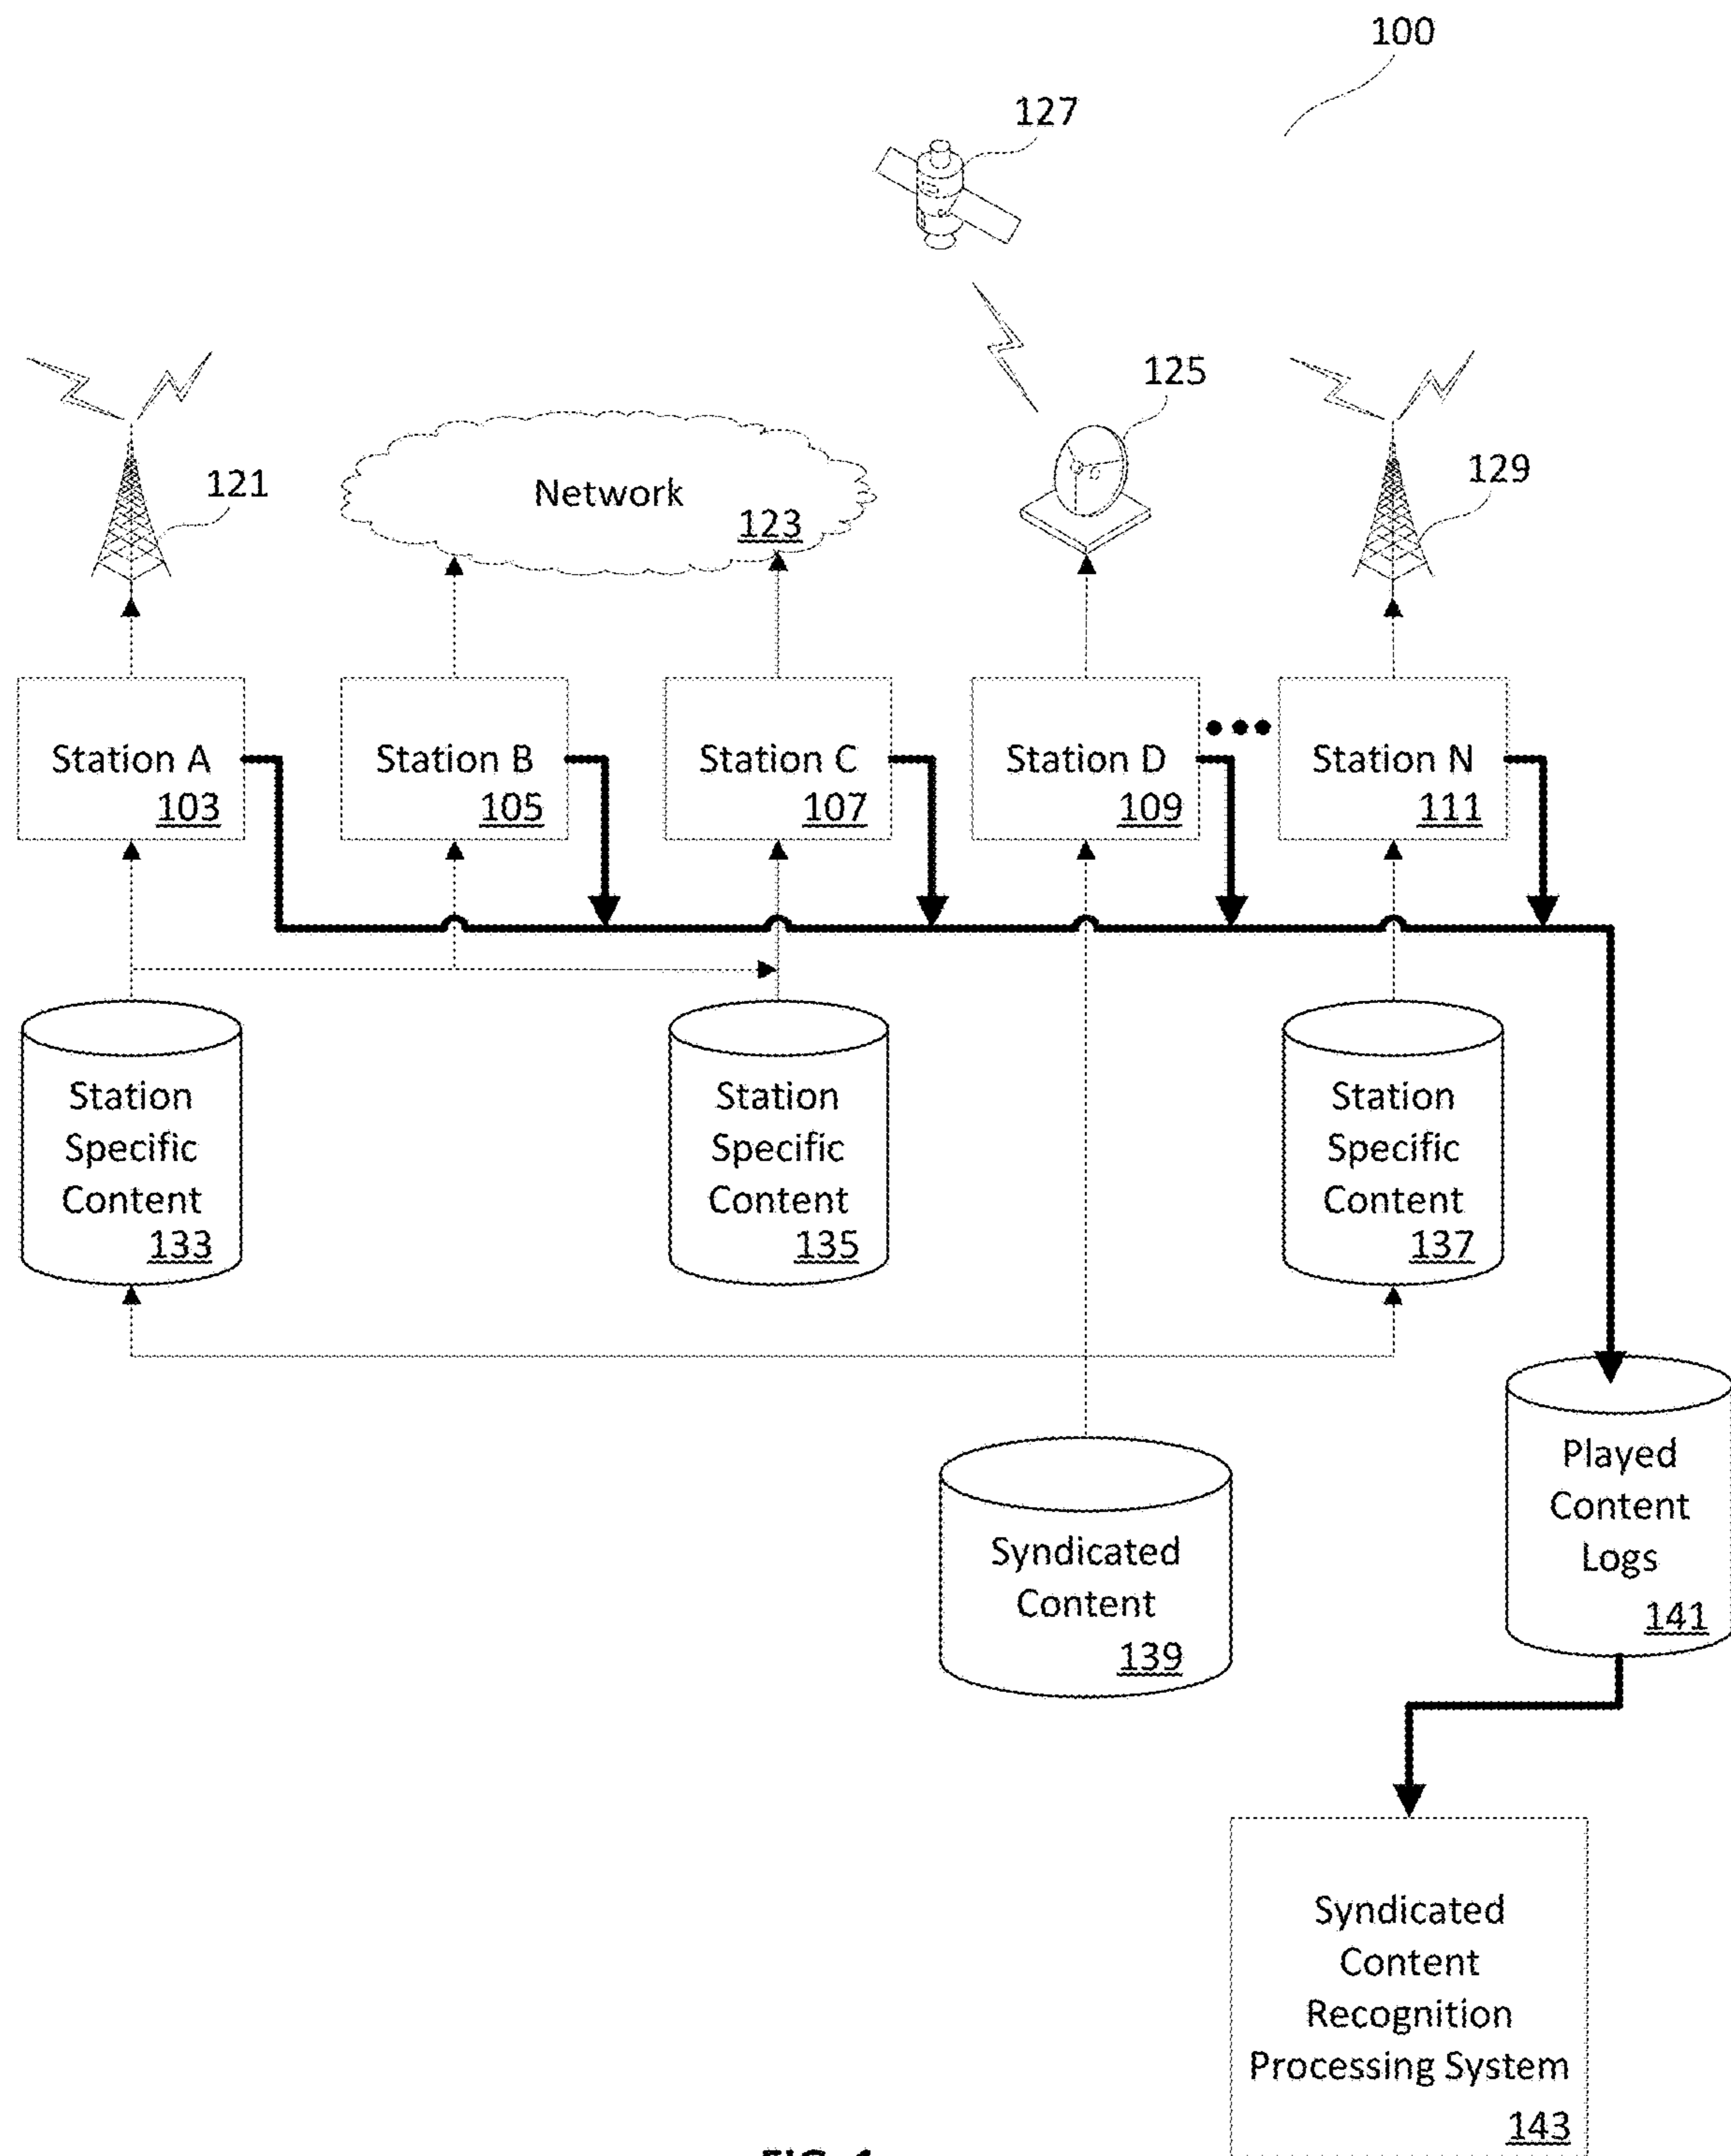 100
127
125
121
Network
123
129
Station A
103
Station B
105
Station C
107
Station D
109
Station N
111
Station
Specific
Content
133
Station
Specific
Content
135
Station
Specific
Content
137
Syndicated
Content
139
Played
Content
Logs
141
Syndicated
Content
Recognition
Processing System
143